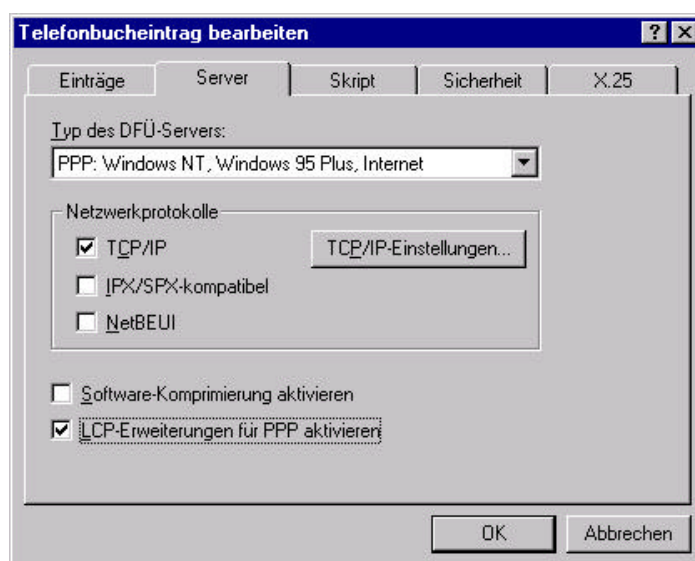 Telefonbucheintrag bearbeiten
Einträge Server Skript Sicherheit X.25
Typ des DFÜ-Servers:
PPP: Windows NT, Windows 95 Plus, Internet
Netzwerkprotokolle
TCP/IP TCP/IP-Einstellungen...
IPX/SPX-kompatibel
NetBEUI
Software-Komprimierung aktivieren
LCP-Erweiterungen für PPP aktivieren
OK Abbrechen